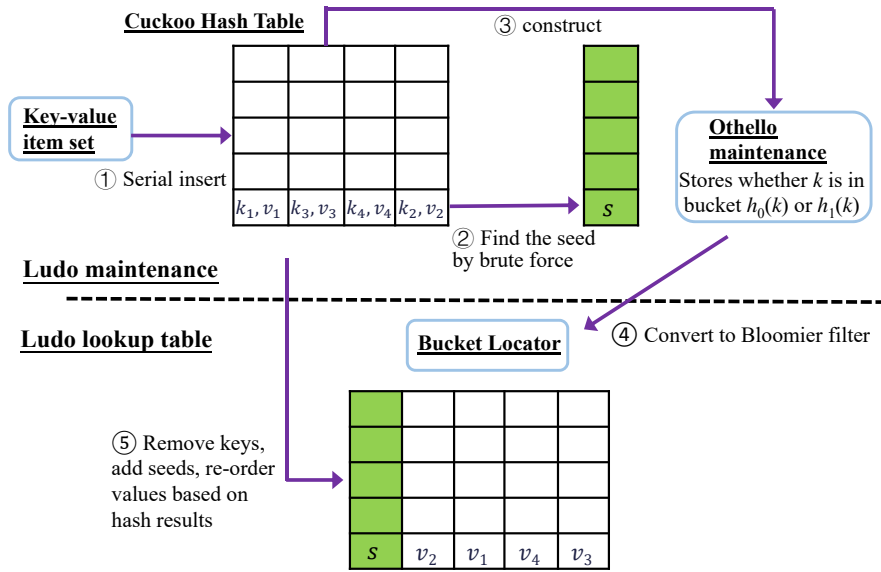 Cuckoo Hash Table
③ construct
Key-value
item set
① Serial insert
k₁, v₁ k₃, v₃ k₄, v₄ k₂, v₂
s
② Find the seed
by brute force
Othello
maintenance
Stores whether k is in
bucket h₀(k) or h₁(k)
Ludo maintenance
Ludo lookup table
Bucket Locator
④ Convert to Bloomier filter
⑤ Remove keys,
add seeds, re-order
values based on
hash results
s v₂ v₁ v₄ v₃